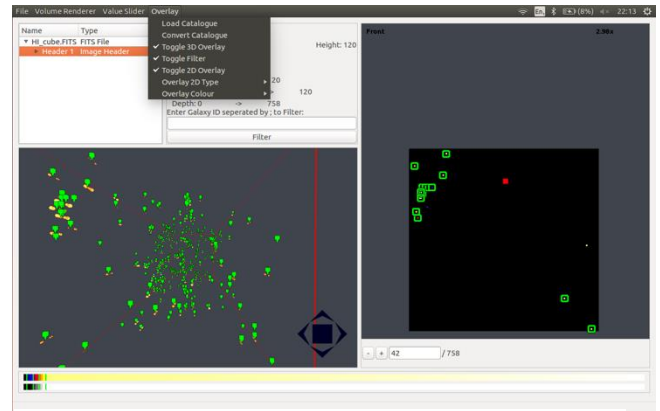 File Volume Renderer Value Slider Overlay En (8%) 22:13
Name Type
HI_cube.FITS FITS File
Header 1 Image Header
Load Catalogue
Convert Catalogue
✓ Toggle 3D Overlay
✓ Toggle Filter
✓ Toggle 2D Overlay
Overlay 2D Type
Overlay Colour
Height: 120
20
120
Depth: 0 -> 758
Enter Galaxy ID seperated by ; to Filter:
Filter
Front
- + 42 / 758